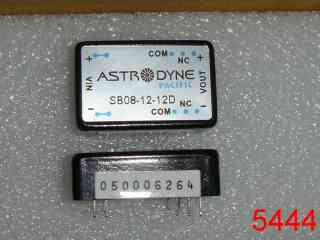 + COM +
NIA ASTRODYNE VOUT
PACIFIC
SB08-12-12D NC
- COM -
NC
050006264
5444